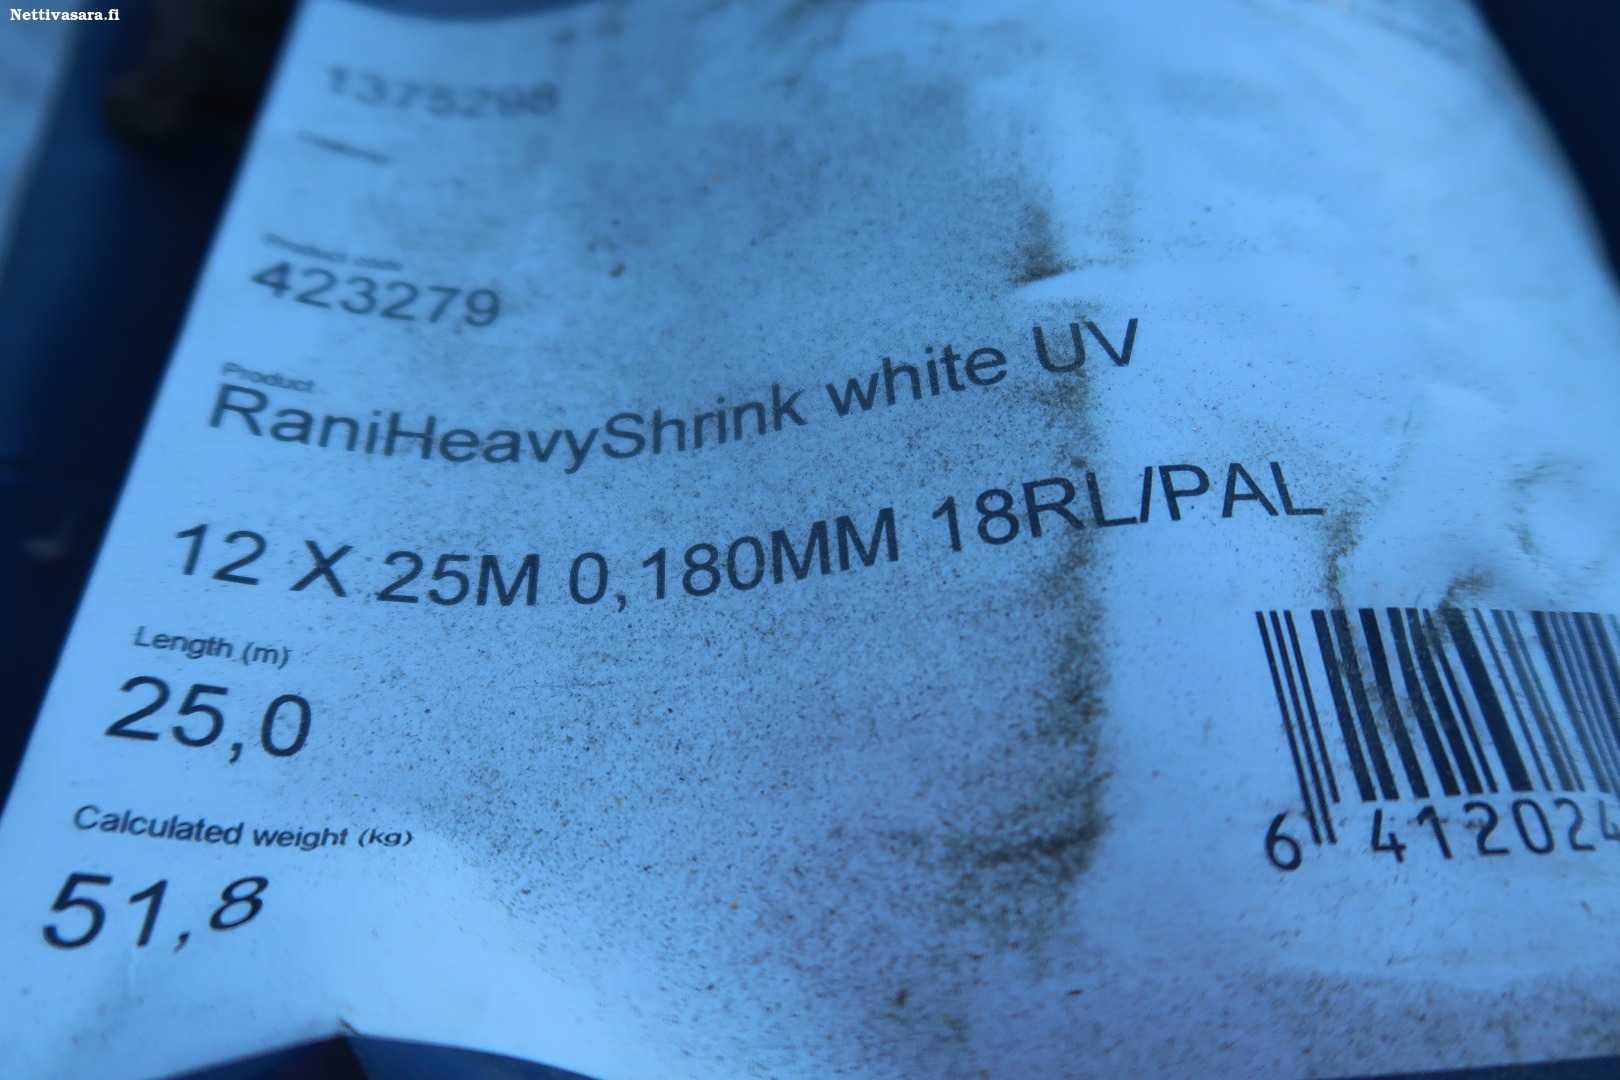 Nettivasara.fi
1375298
Product code
423279
Product
RaniHeavyShrink white UV
12 X 25M 0,180MM 18RL/PAL
Length (m)
25,0
Calculated weight (kg)
51,8
6 412024